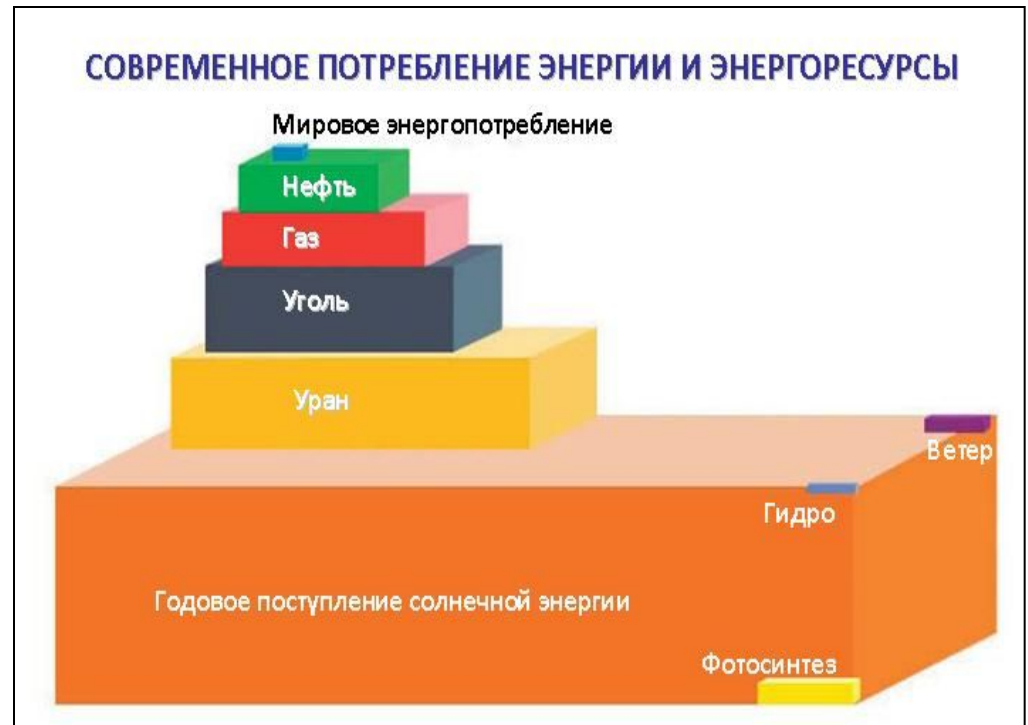 СОВРЕМЕННОЕ ПОТРЕБЛЕНИЕ ЭНЕРГИИ И ЭНЕРГОРЕСУРСЫ
Мировое энергопотребление
Нефть
Газ
Уголь
Уран
Ветер
Гидро
Годовое поступление солнечной энергии
Фотосинтез